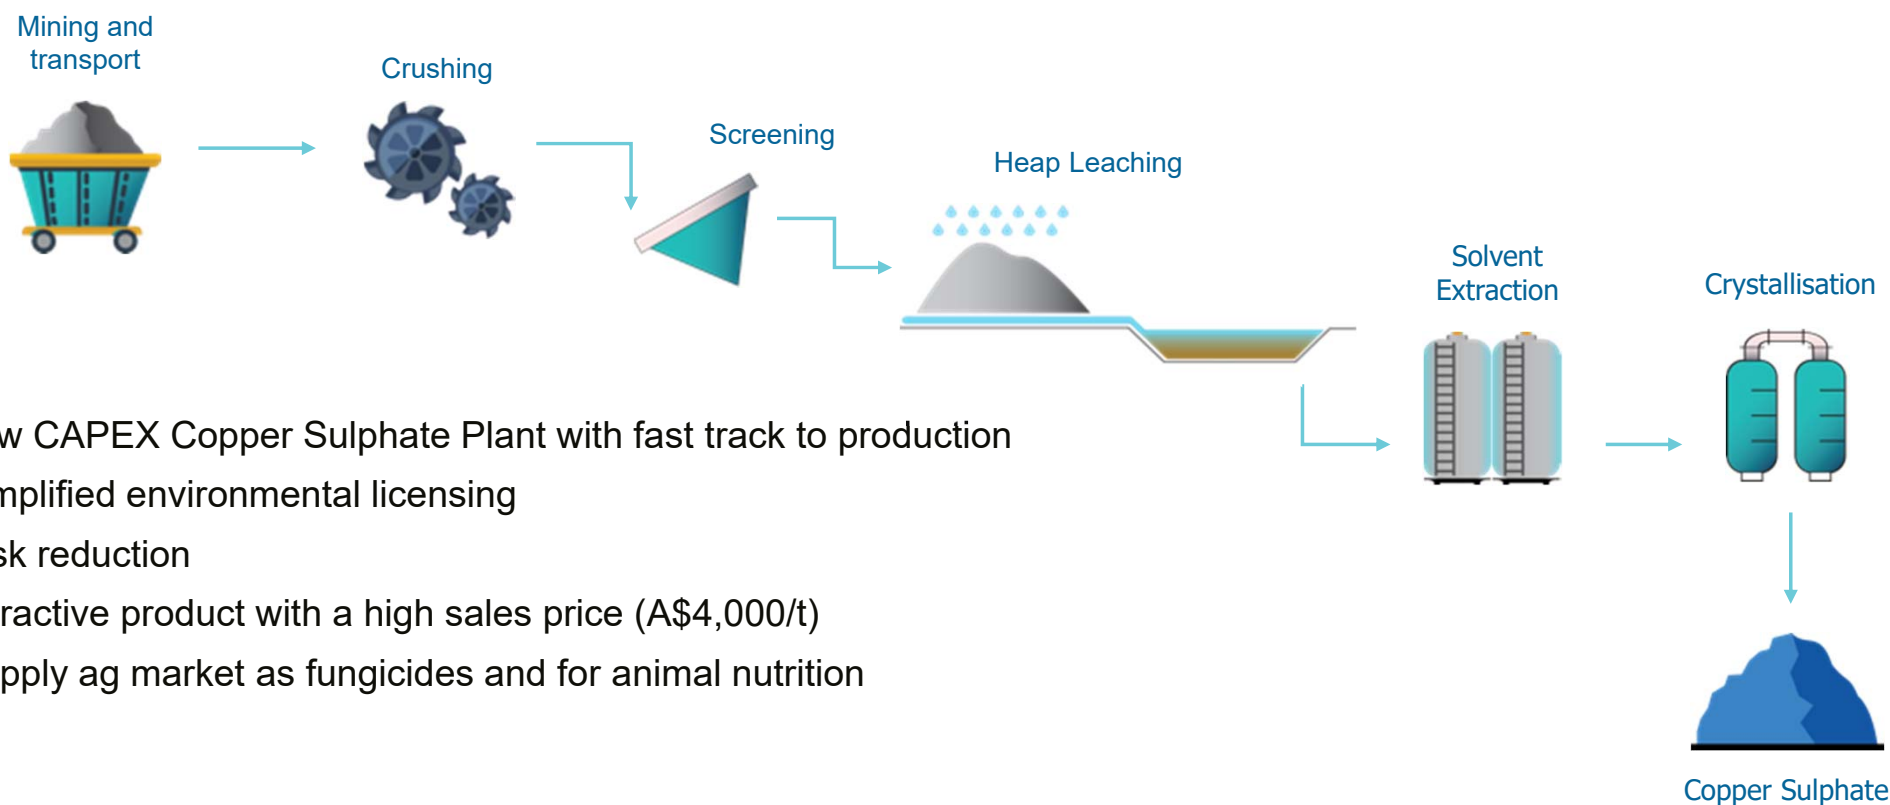 Mining and
transport
Crushing
Screening
Heap Leaching
Solvent
Extraction
Crystallisation
w CAPEX Copper Sulphate Plant with fast track to production
mplified environmental licensing
sk reduction
ractive product with a high sales price (A$4,000/t)
pply ag market as fungicides and for animal nutrition
Copper Sulphate